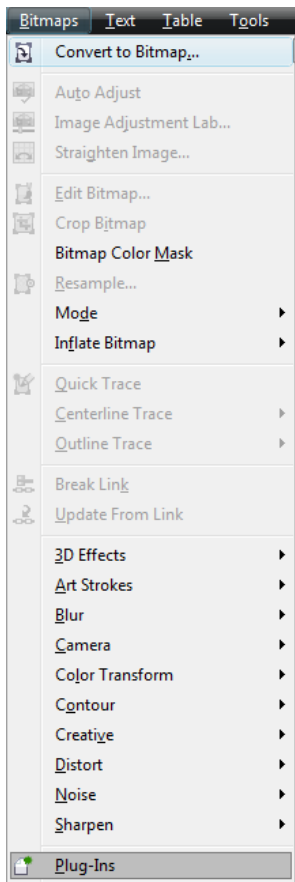 Bitmaps Text Table Tools
Convert to Bitmap...
Auto Adjust
Image Adjustment Lab...
Straighten Image...
Edit Bitmap...
Crop Bitmap
Bitmap Color Mask
Resample...
Mode
Inflate Bitmap
Quick Trace
Centerline Trace
Outline Trace
Break Link
Update From Link
3D Effects
Art Strokes
Blur
Camera
Color Transform
Contour
Creative
Distort
Noise
Sharpen
Plug-Ins